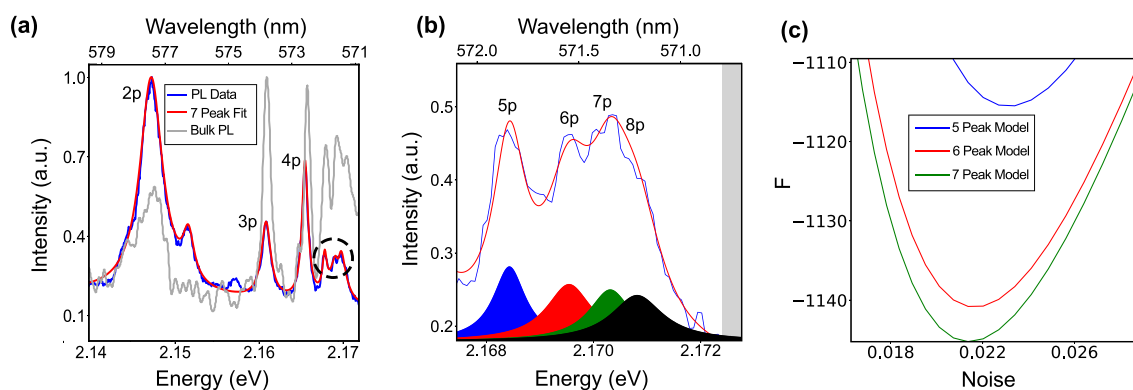 (a)
Wavelength (nm)
579 577 575 573 571
Intensity (a.u.)
1.0
0.7
0.4
0.1
2p
3p
4p
PL Data
7 Peak Fit
Bulk PL
2.14 2.15 2.16 2.17
Energy (eV)
(b)
Wavelength (nm)
572.0 571.5 571.0
Intensity (a.u.)
0.5
0.4
0.3
0.2
5p
6p
7p
8p
2.168 2.170 2.172
Energy (eV)
(c)
F
−1110
−1120
−1130
−1140
5 Peak Model
6 Peak Model
7 Peak Model
0.018 0.022 0.026
Noise